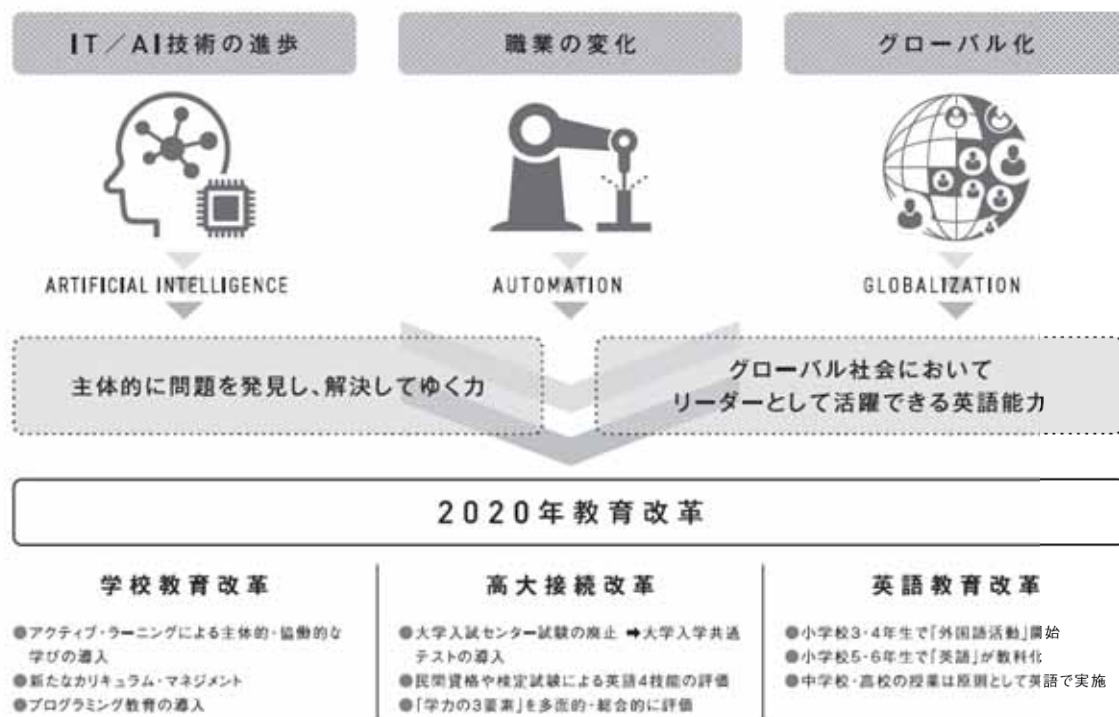 IT／AI技術の進歩
職業の変化
グローバル化
ARTIFICIAL INTELLIGENCE
AUTOMATION
GLOBALIZATION
主体的に問題を発見し、解決してゆく力
グローバル社会において
リーダーとして活躍できる英語能力
2020年教育改革
学校教育改革
●アクティブ・ラーニングによる主体的・協働的な
学びの導入
●新たなカリキュラム・マネジメント
●プログラミング教育の導入
高大接続改革
●大学入試センター試験の廃止 ➡大学入学共通
テストの導入
●民間資格や検定試験による英語4技能の評価
●「学力の3要素」を多面的・総合的に評価
英語教育改革
●小学校3・4年生で「外国語活動」開始
●小学校5・6年生で「英語」が教科化
●中学校・高校の授業は原則として英語で実施